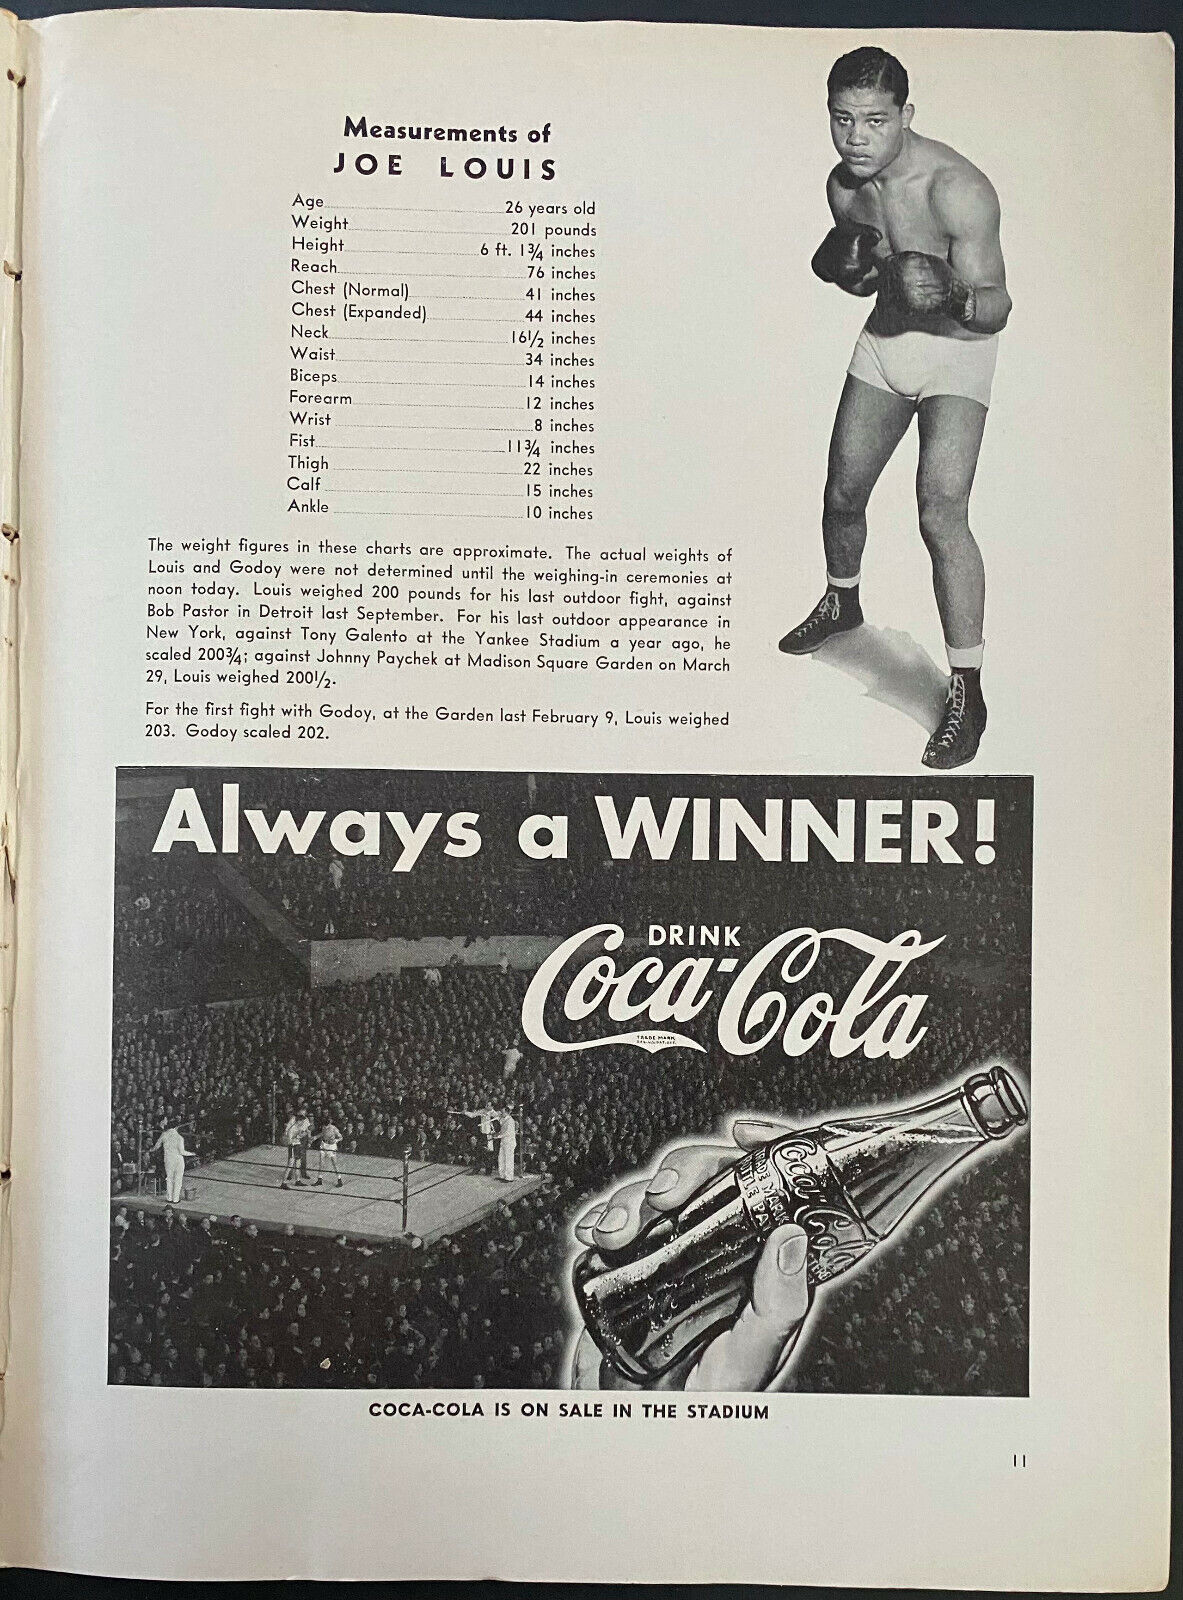 Measurements of
JOE LOUIS
Age 26 years old
Weight 201 pounds
Height 6 ft. 1¾ inches
Reach 76 inches
Chest (Normal) 41 inches
Chest (Expanded) 44 inches
Neck 16½ inches
Waist 34 inches
Biceps 14 inches
Forearm 12 inches
Wrist 8 inches
Fist 11¾ inches
Thigh 22 inches
Calf 15 inches
Ankle 10 inches
The weight figures in these charts are approximate. The actual weights of
Louis and Godoy were not determined until the weighing-in ceremonies at
noon today. Louis weighed 200 pounds for his last outdoor fight, against
Bob Pastor in Detroit last September. For his last outdoor appearance in
New York, against Tony Galento at the Yankee Stadium a year ago, he
scaled 200¾; against Johnny Paychek at Madison Square Garden on March
29, Louis weighed 200½.
For the first fight with Godoy, at the Garden last February 9, Louis weighed
203. Godoy scaled 202.
Always a WINNER!
DRINK
Coca-Cola
TRADE MARK
Coca-Cola
TRADE MARK
COCA-COLA IS ON SALE IN THE STADIUM
11